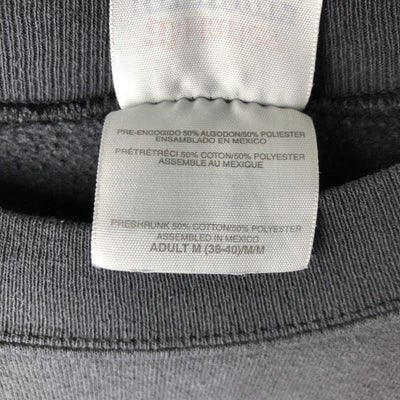 PRE-ENCOGIDO 50% ALGODON/50% POLIESTER
ENSAMBLADO EN MEXICO
PRÉTRÉTRÉCI 50% COTON/50% POLYESTER
ASSEMBLE AU MEXIQUE
PRESHRUNK 50% COTTON/50% POLYESTER
ASSEMBLED IN MEXICO
ADULT M (38-40)/M/M